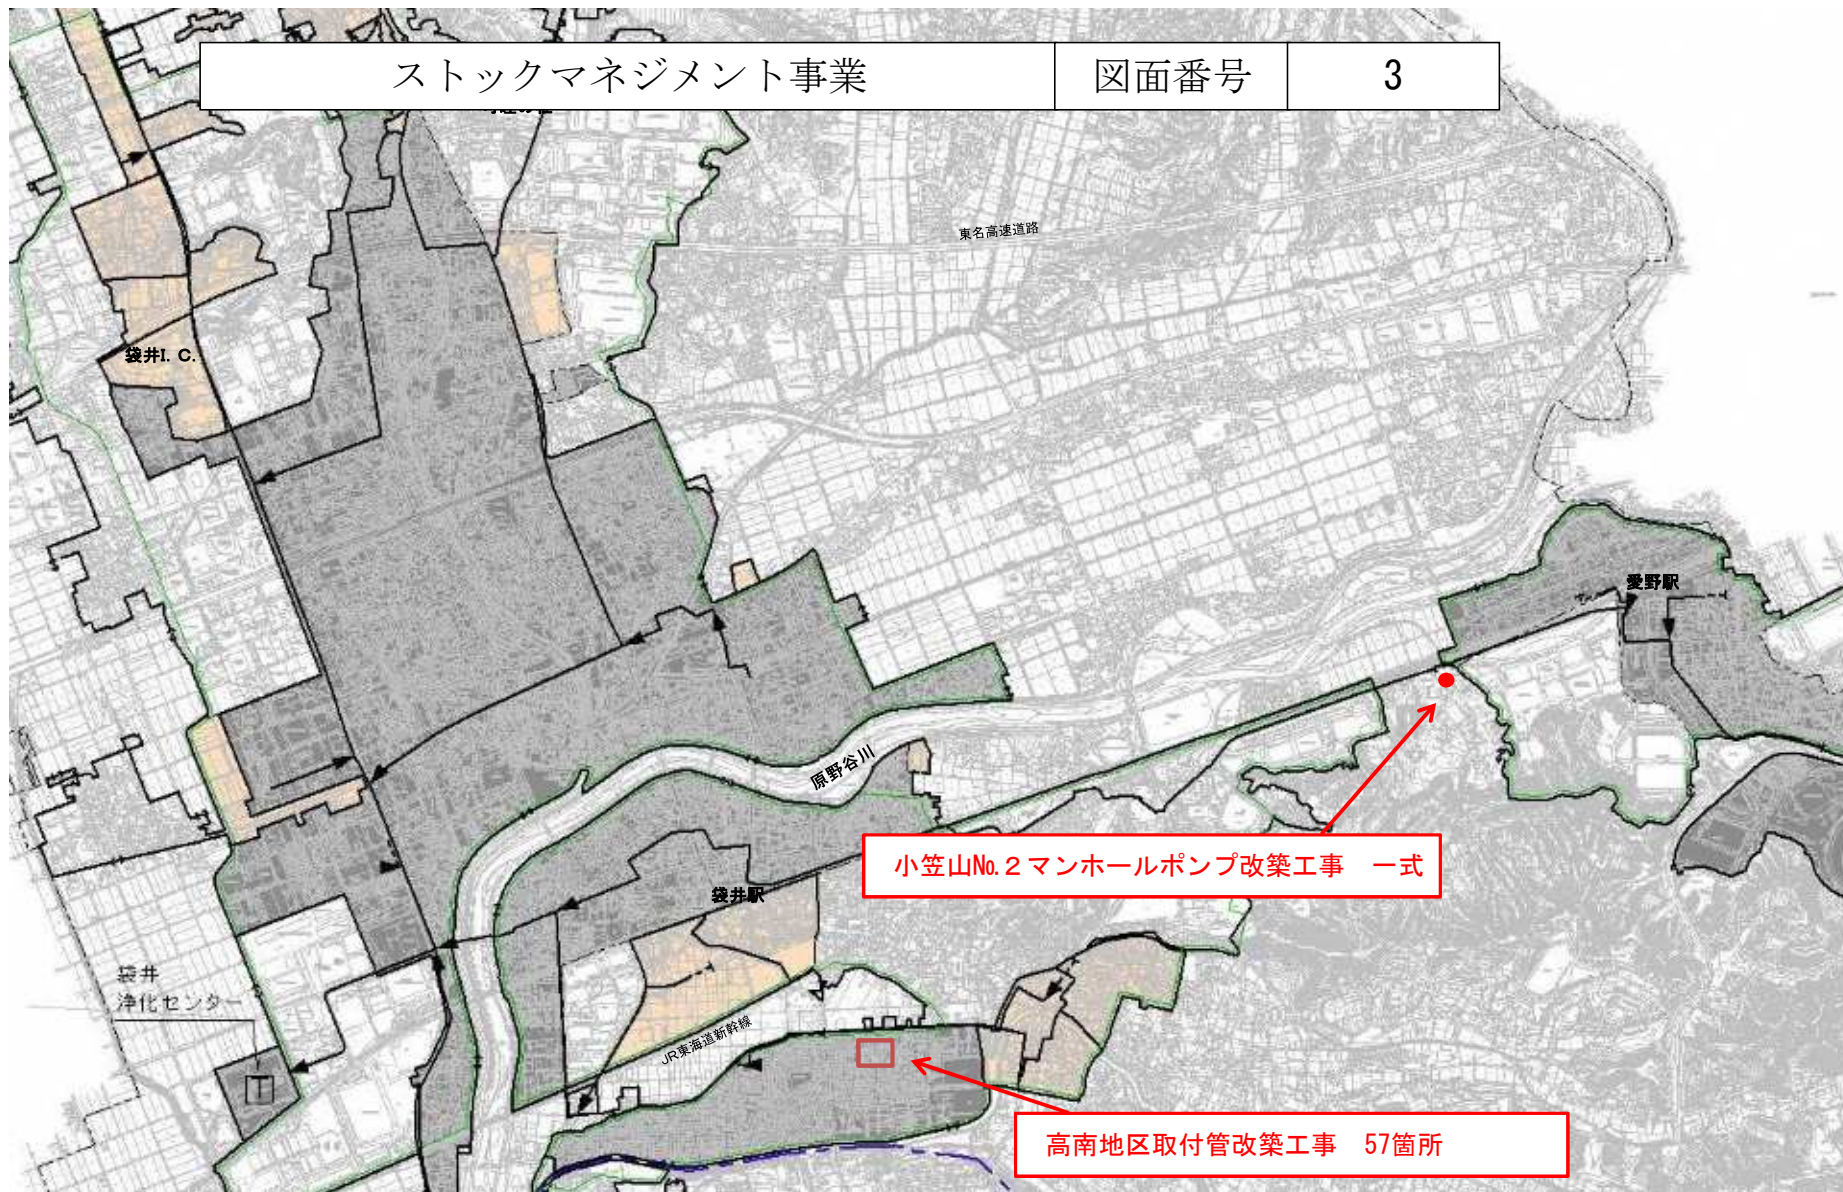 ストックマネジメント事業 図面番号 3
東名高速道路
袋井I. C.
愛野駅
原野谷川
小笠山№２マンホールポンプ改築工事　一式
袋井駅
袋井
浄化センター
JR東海道新幹線
高南地区取付管改築工事　57箇所